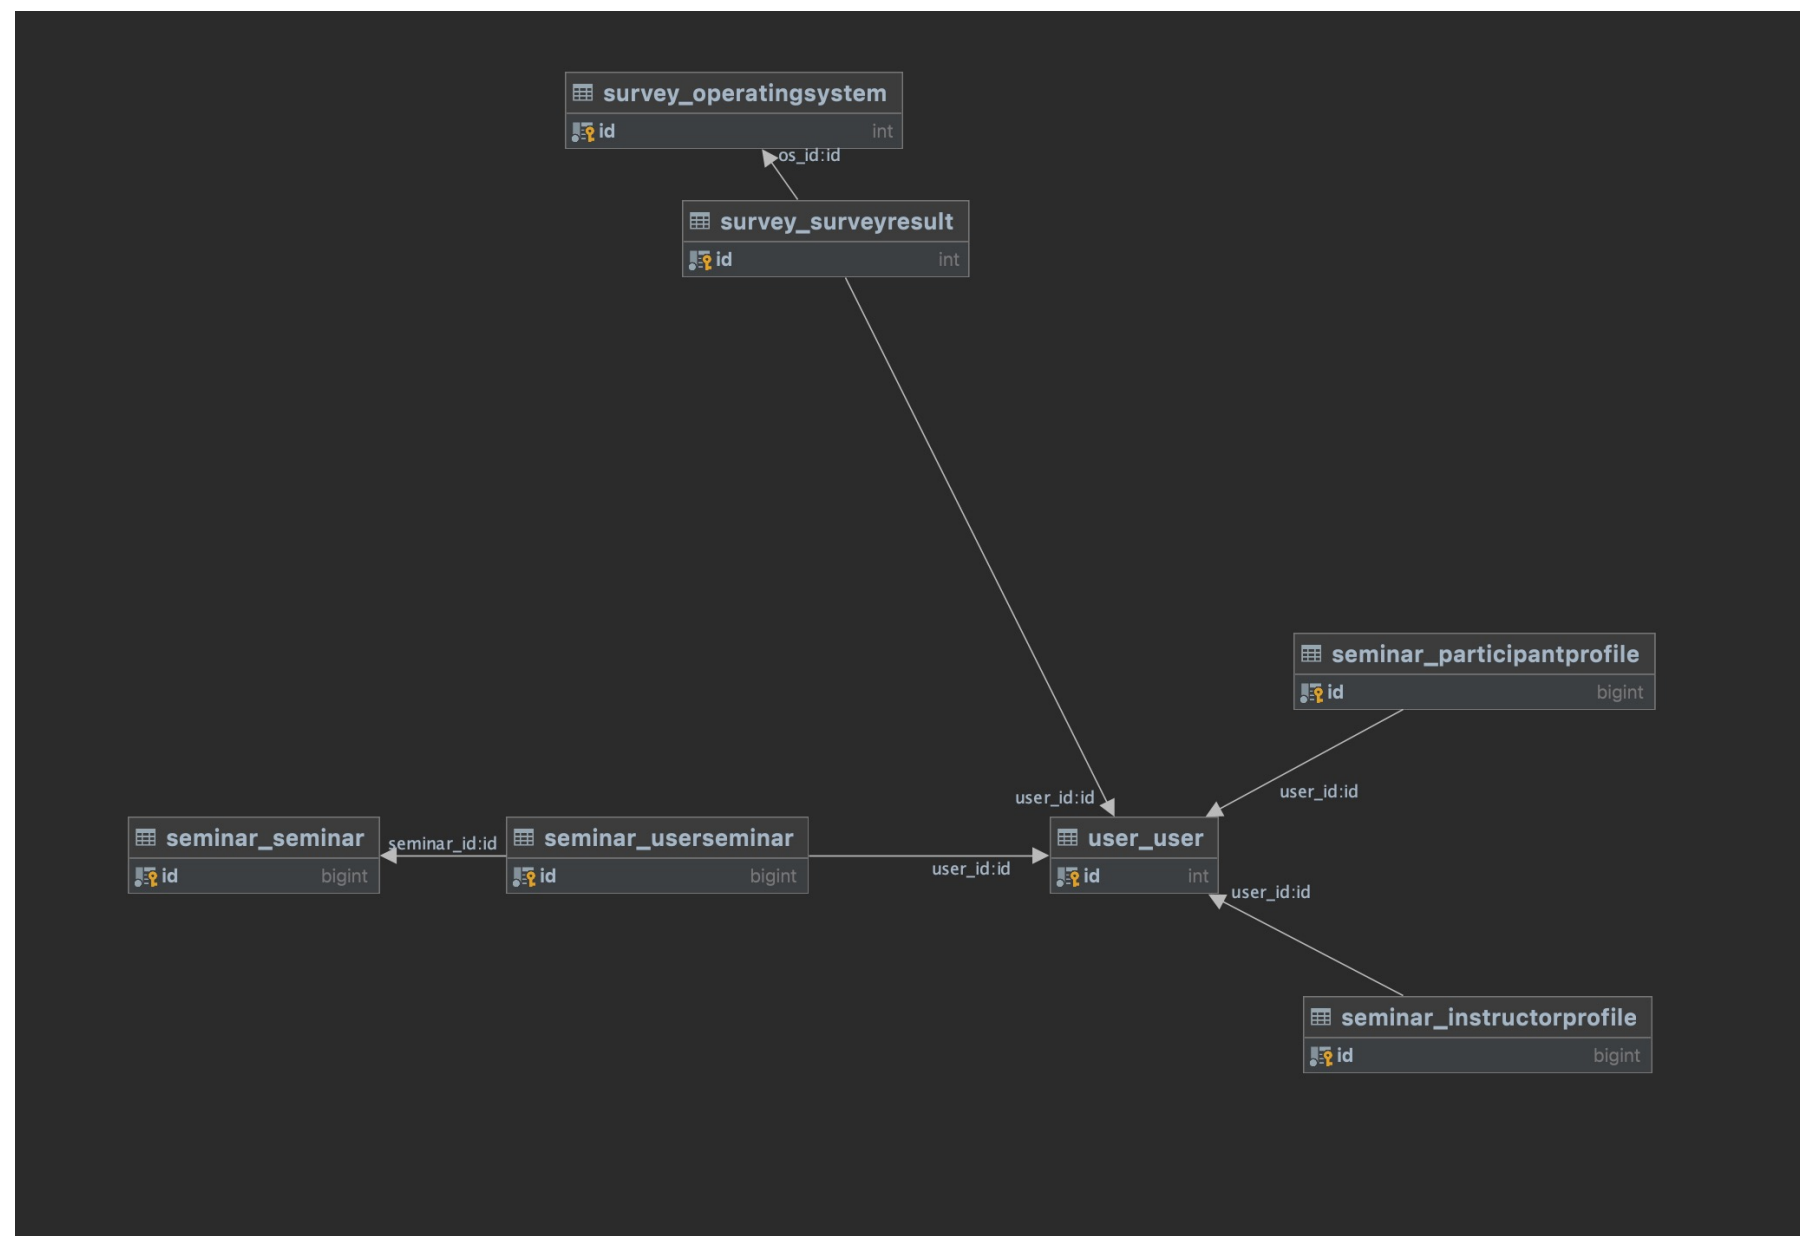 survey_operatingsystem
id int
os_id:id
survey_surveyresult
id int
seminar_participantprofile
id bigint
user_id:id
user_id:id
seminar_seminar
id bigint
seminar_id:id
seminar_userseminar
id bigint
user_id:id
user_user
id int
user_id:id
seminar_instructorprofile
id bigint